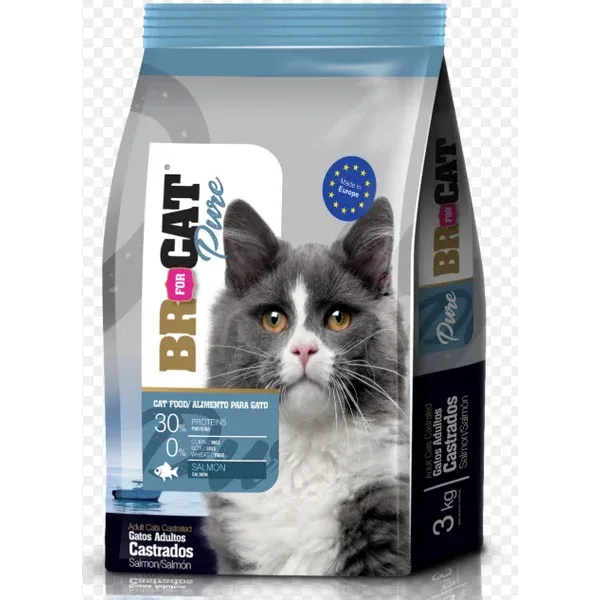 BR FOR CAT®
Pure
Made in
Europe
CAT FOOD/ ALIMENTO PARA GATO
30% PROTEINS
0%
SALMON
SALMON
Adult Cats Castrated
Gatos Adultos
Castrados
Salmon/Salmón
BR FOR CAT
Pure
Adult Cats Castrated
Gatos Adultos
Castrados
Salmon/Salmón
3 kg